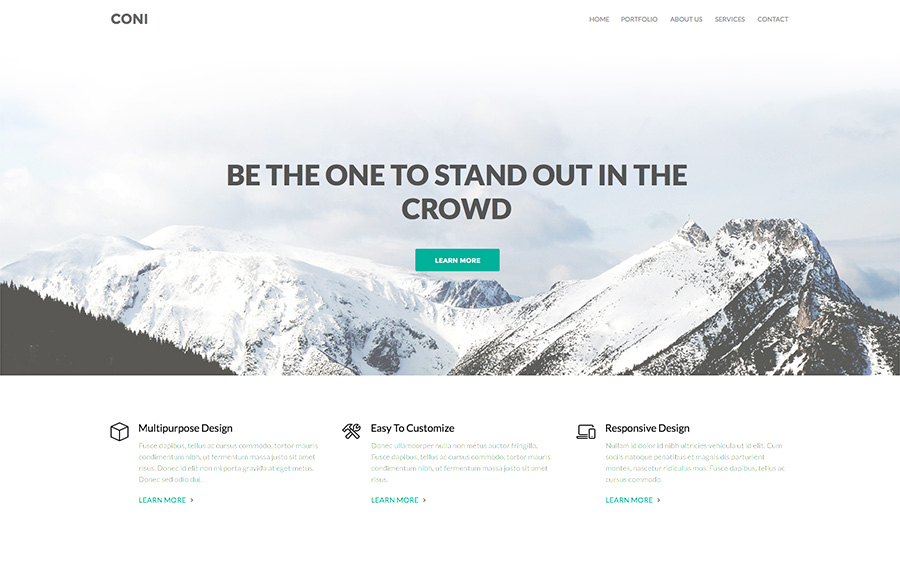 CONI
HOME PORTFOLIO ABOUT US SERVICES CONTACT
BE THE ONE TO STAND OUT IN THE
CROWD
LEARN MORE
Multipurpose Design
Fusce dapibus, tellus ac cursus commodo, tortor mauris
condimentum nibh, ut fermentum massa justo sit amet
risus. Donec id elit non mi porta gravida at eget metus.
Donec sed odio dui.
LEARN MORE >
Easy To Customize
Donec ullamcorper nulla non metus auctor fringilla.
Fusce dapibus, tellus ac cursus commodo, tortor mauris
condimentum nibh, ut fermentum massa justo sit amet
risus.
LEARN MORE >
Responsive Design
Nullam id dolor id nibh ultricies vehicula ut id elit. Cum
sociis natoque penatibus et magnis dis parturient
montes, nascetur ridiculus mus. Fusce dapibus, tellus ac
cursus commodo.
LEARN MORE >